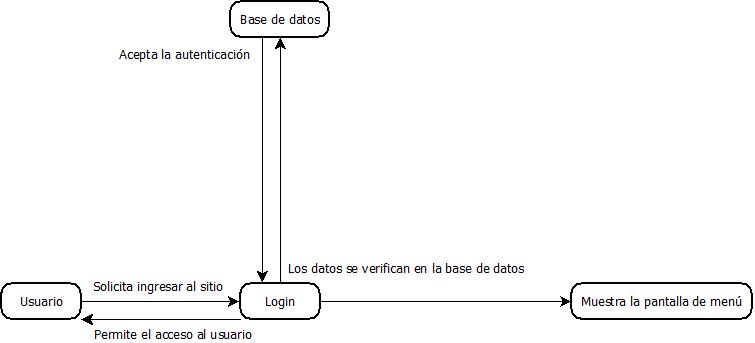 Base de datos
Acepta la autenticación
Los datos se verifican en la base de datos
Solicita ingresar al sitio
Usuario
Login
Muestra la pantalla de menú
Permite el acceso al usuario